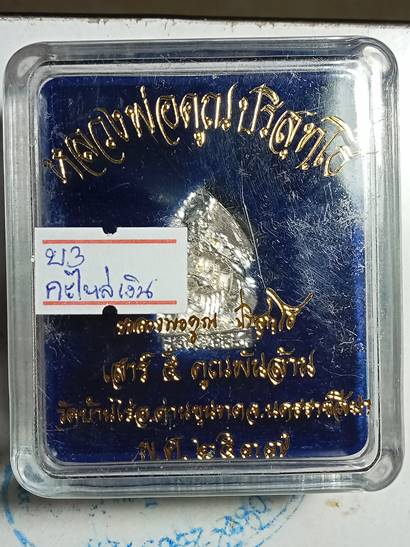 หลวงพ่อคูณ ปริสุทฺโธ
บ3
กะไหล่เงิน
หลวงพ่อคูณ ปริสุทฺโธ
เสาร์ ๕ คูณพันล้าน
วัดบ้านไร่ อ.ด่านขุนทด จ.นครราชสีมา
พ.ศ. ๒๕๓๗